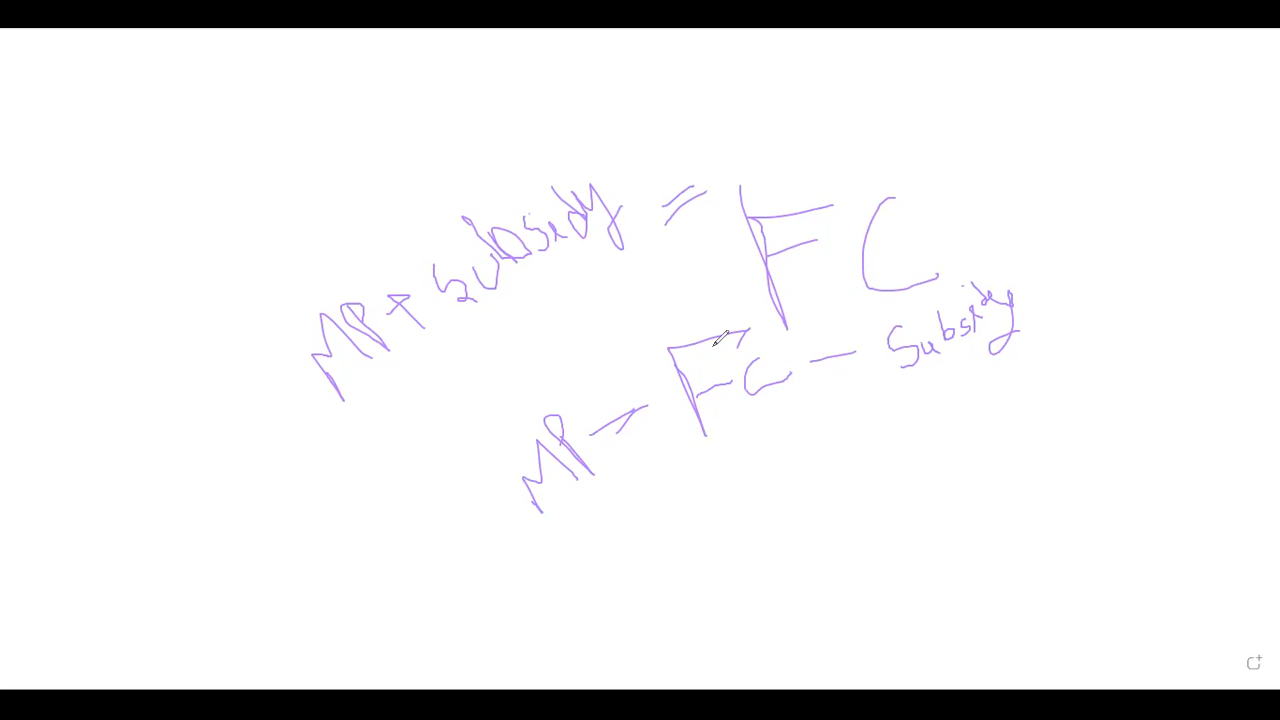 MP + Subsidy = FC
MP = FC - Subsidy